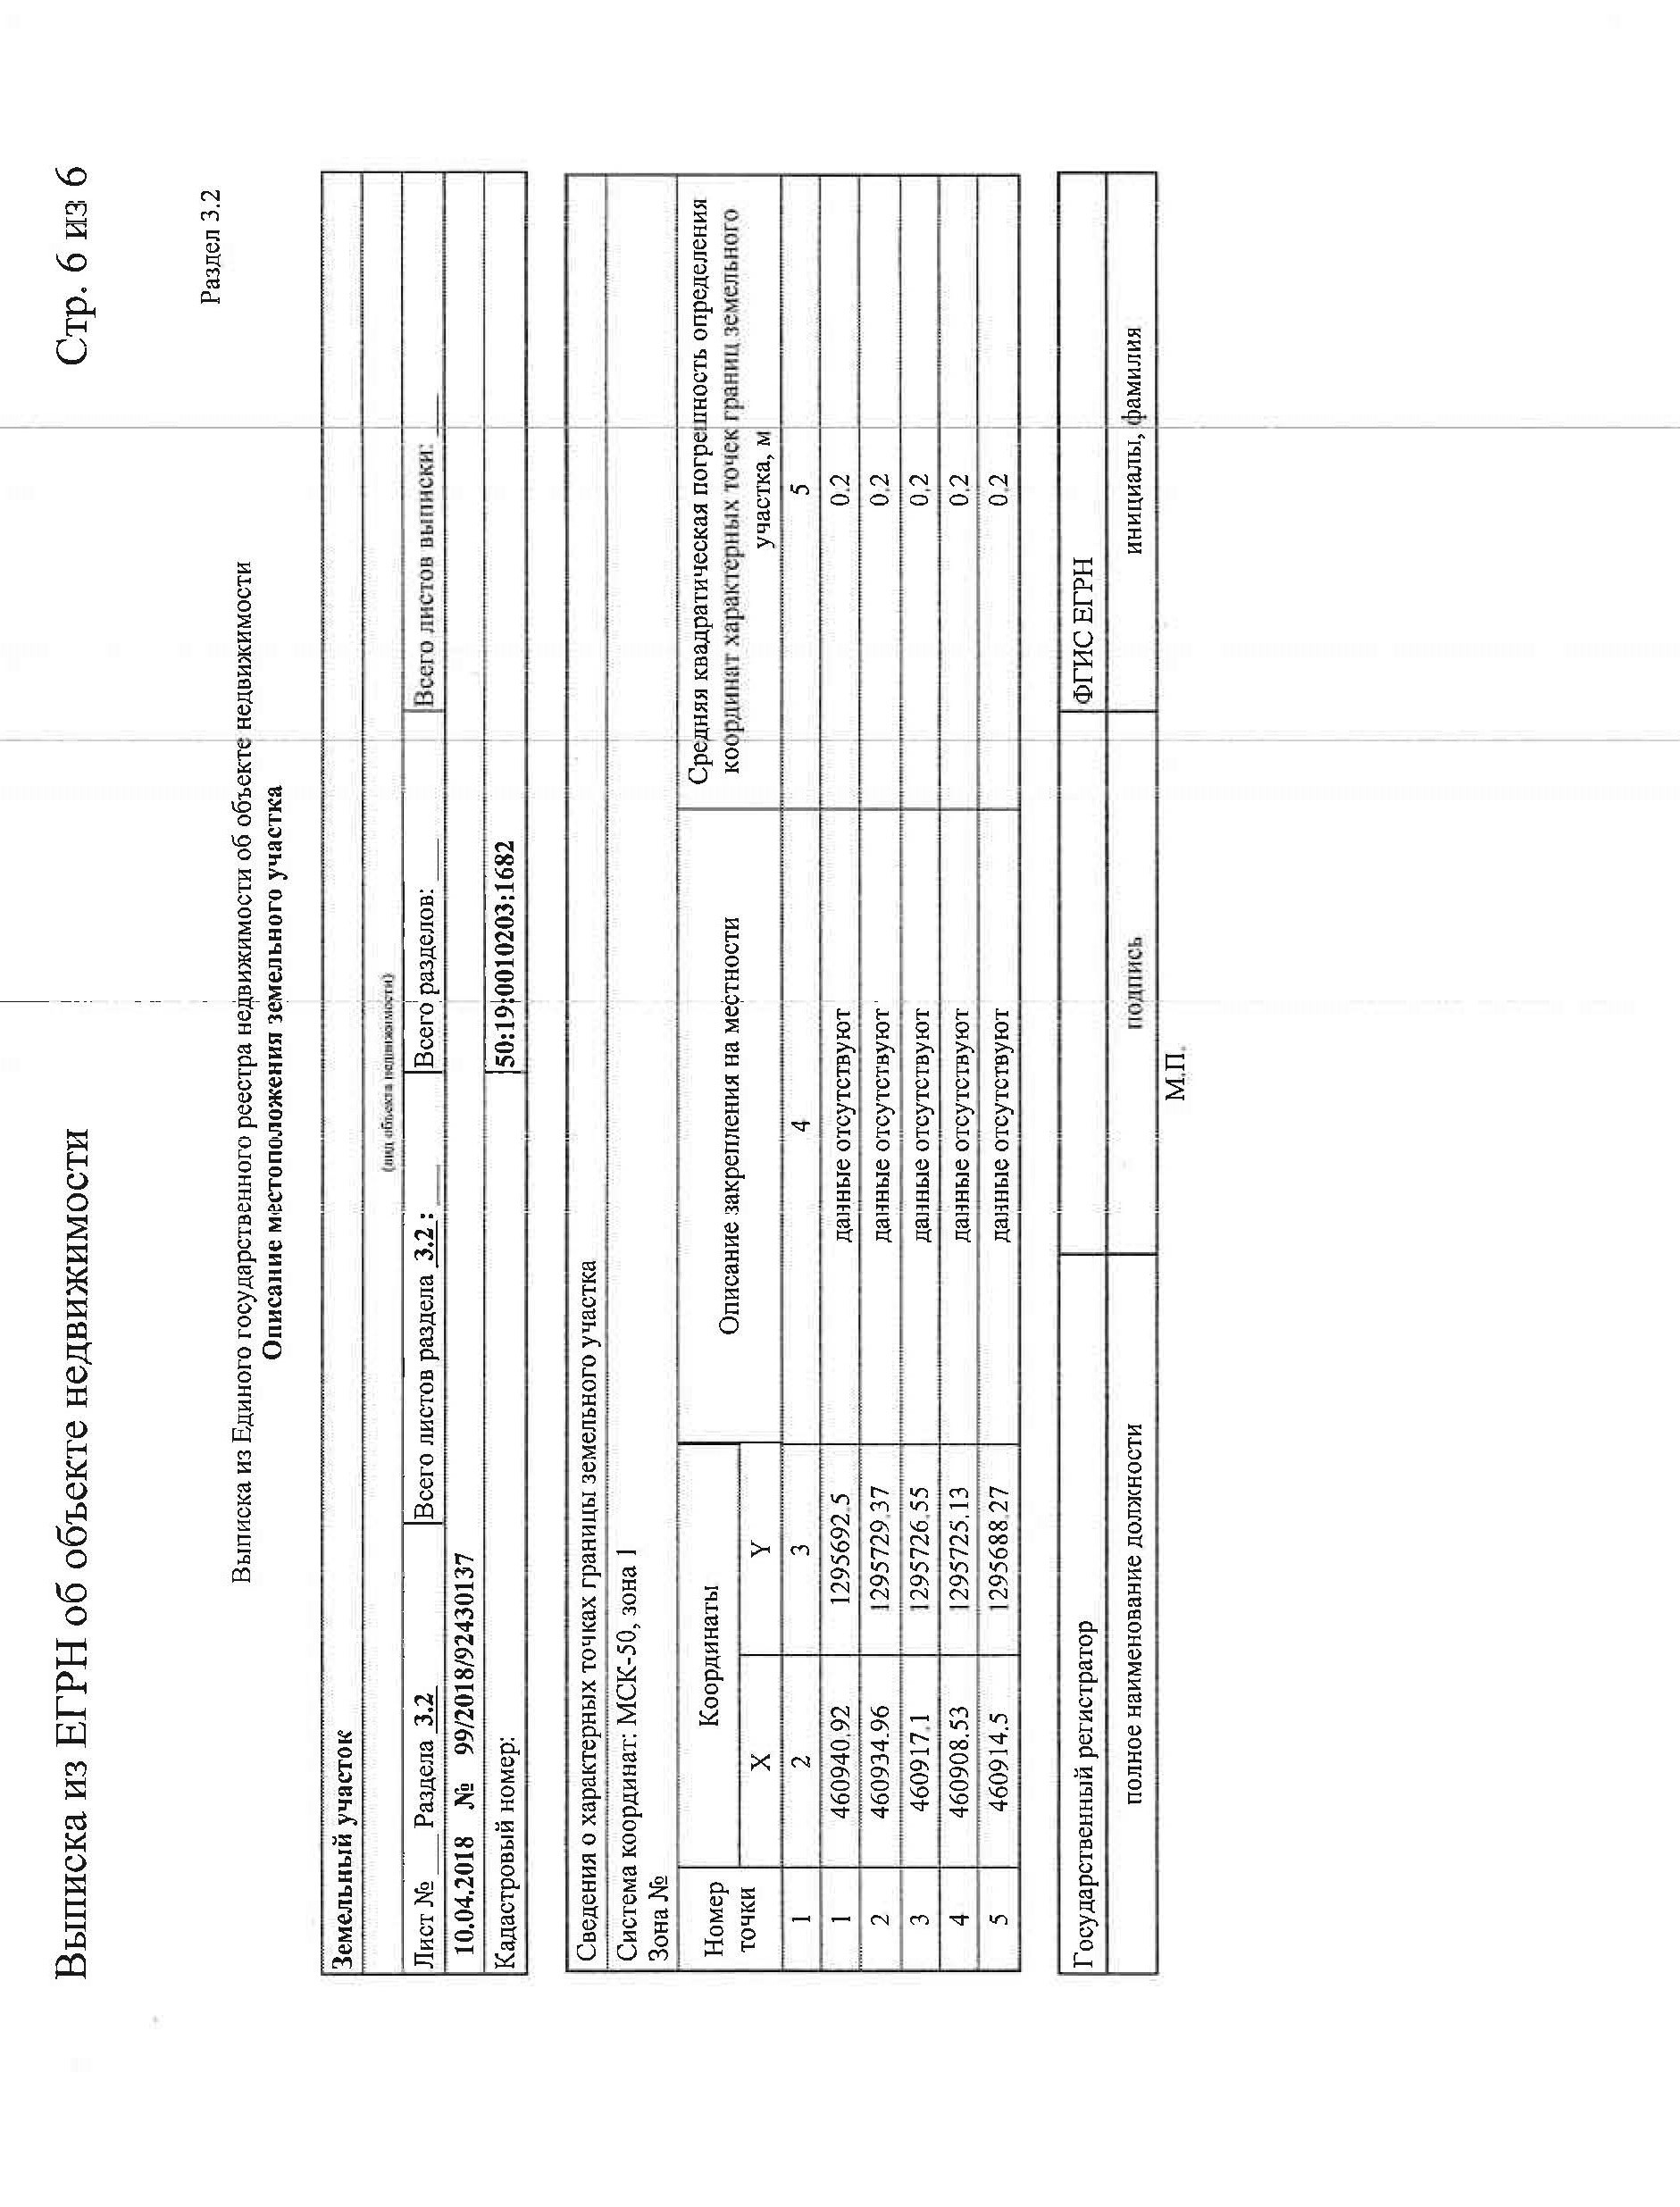 Выписка из ЕГРН об объекте недвижимости Стр. 6 из 6
Раздел 3.2
Выписка из Единого государственного реестра недвижимости об объекте недвижимости
Описание местоположения земельного участка
Земельный участок
(вид объекта недвижимости)
Лист № ___ Раздела 3.2 Всего листов раздела 3.2 : ___ Всего разделов: ___ Всего листов выписки: ___
10.04.2018 № 99/2018/92430137
Кадастровый номер: 50:19:0010203:1682
Сведения о характерных точках границы земельного участка
Система координат: МСК-50, зона 1
Зона №
Номер точки Координаты Описание закрепления на местности Средняя квадратическая погрешность определения
координат характерных точек границ земельного
участка, м
X Y
1 2 3 4 5
1 460940.92 1295692.5 данные отсутствуют 0.2
2 460934.96 1295729.37 данные отсутствуют 0.2
3 460917.1 1295726.55 данные отсутствуют 0.2
4 460908.53 1295725.13 данные отсутствуют 0.2
5 460914.5 1295688.27 данные отсутствуют 0.2
Государственный регистратор ФГИС ЕГРН
полное наименование должности подпись инициалы, фамилия
М.П.